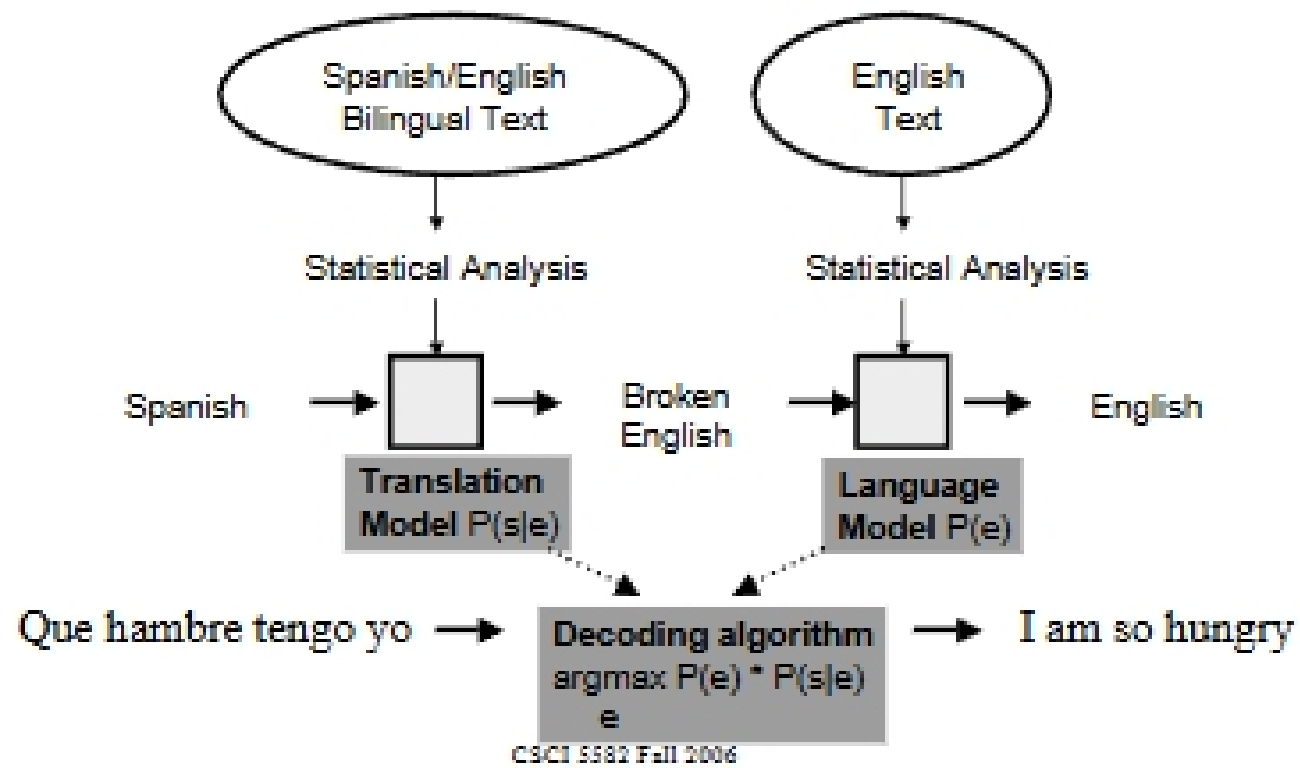 Spanish/English
Bilingual Text
English
Text
Statistical Analysis
Statistical Analysis
Spanish
Broken
English
English
Translation
Model P(s|e)
Language
Model P(e)
Que hambre tengo yo
Decoding algorithm
argmax P(e) * P(s|e)
e
I am so hungry
CSCI 5582 Fall 2006